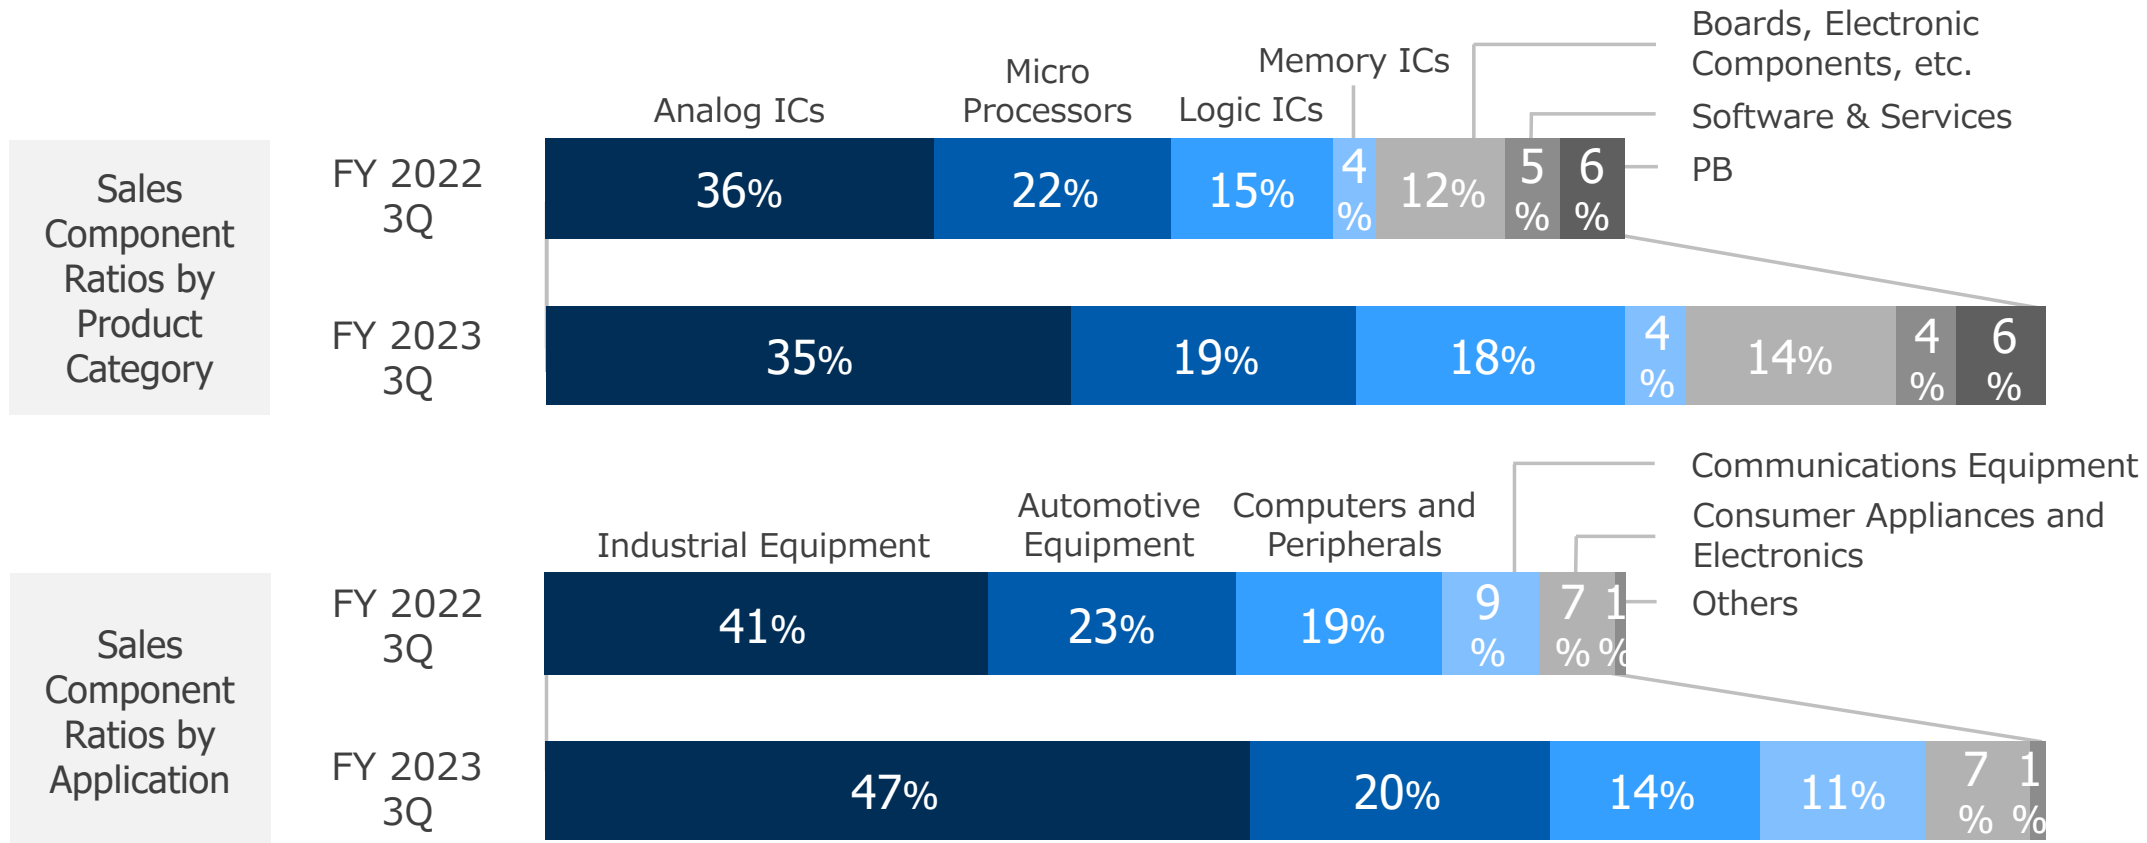 Boards, Electronic
Components, etc.
Memory ICs
Micro
Processors
Analog ICs
Logic ICs
Software & Services
PB
Sales
Component
Ratios by
Product
Category
FY 2022
3Q
36%
22%
15%
4
%
12%
5
%
6
%
FY 2023
3Q
35%
19%
18%
4
%
14%
4
%
6
%
Communications Equipment
Consumer Appliances and
Electronics
Others
Industrial Equipment
Automotive
Equipment
Computers and
Peripherals
Sales
Component
Ratios by
Application
FY 2022
3Q
41%
23%
19%
9
%
7
%
1
%
FY 2023
3Q
47%
20%
14%
11%
7
%
1
%